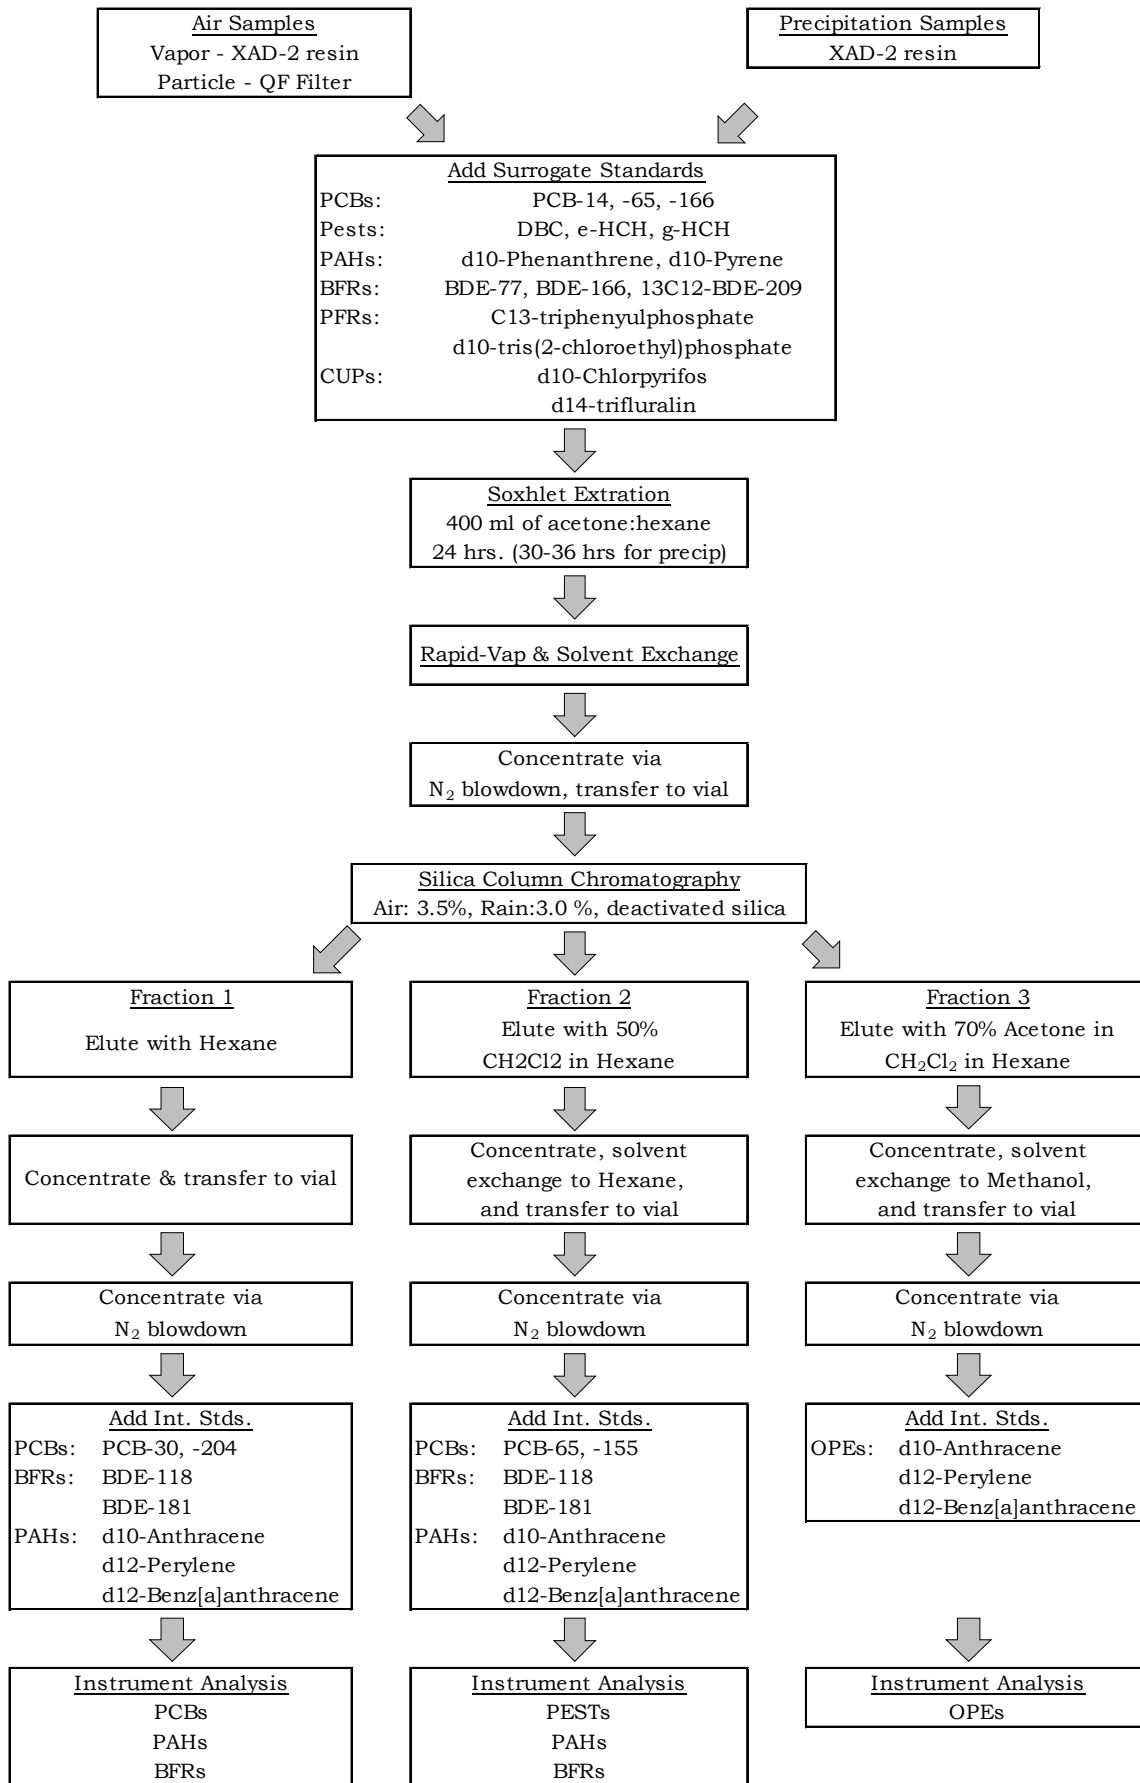 Air Samples
Vapor - XAD-2 resin
Particle - QF Filter
Precipitation Samples
XAD-2 resin
Add Surrogate Standards
PCBs: PCB-14, -65, -166
Pests: DBC, e-HCH, g-HCH
PAHs: d10-Phenanthrene, d10-Pyrene
BFRs: BDE-77, BDE-166, 13C12-BDE-209
PFRs: C13-triphenyulphosphate
d10-tris(2-chloroethyl)phosphate
CUPs: d10-Chlorpyrifos
d14-trifluralin
Soxhlet Extration
400 ml of acetone:hexane
24 hrs. (30-36 hrs for precip)
Rapid-Vap & Solvent Exchange
Concentrate via
N₂ blowdown, transfer to vial
Silica Column Chromatography
Air: 3.5%, Rain:3.0 %, deactivated silica
Fraction 1
Elute with Hexane
Fraction 2
Elute with 50%
CH2Cl2 in Hexane
Fraction 3
Elute with 70% Acetone in
CH₂Cl₂ in Hexane
Concentrate & transfer to vial
Concentrate, solvent
exchange to Hexane,
and transfer to vial
Concentrate, solvent
exchange to Methanol,
and transfer to vial
Concentrate via
N₂ blowdown
Concentrate via
N₂ blowdown
Concentrate via
N₂ blowdown
Add Int. Stds.
PCBs: PCB-30, -204
BFRs: BDE-118
BDE-181
PAHs: d10-Anthracene
d12-Perylene
d12-Benz[a]anthracene
Add Int. Stds.
PCBs: PCB-65, -155
BFRs: BDE-118
BDE-181
PAHs: d10-Anthracene
d12-Perylene
d12-Benz[a]anthracene
Add Int. Stds.
OPEs: d10-Anthracene
d12-Perylene
d12-Benz[a]anthracene
Instrument Analysis
PCBs
PAHs
BFRs
Instrument Analysis
PESTs
PAHs
BFRs
Instrument Analysis
OPEs